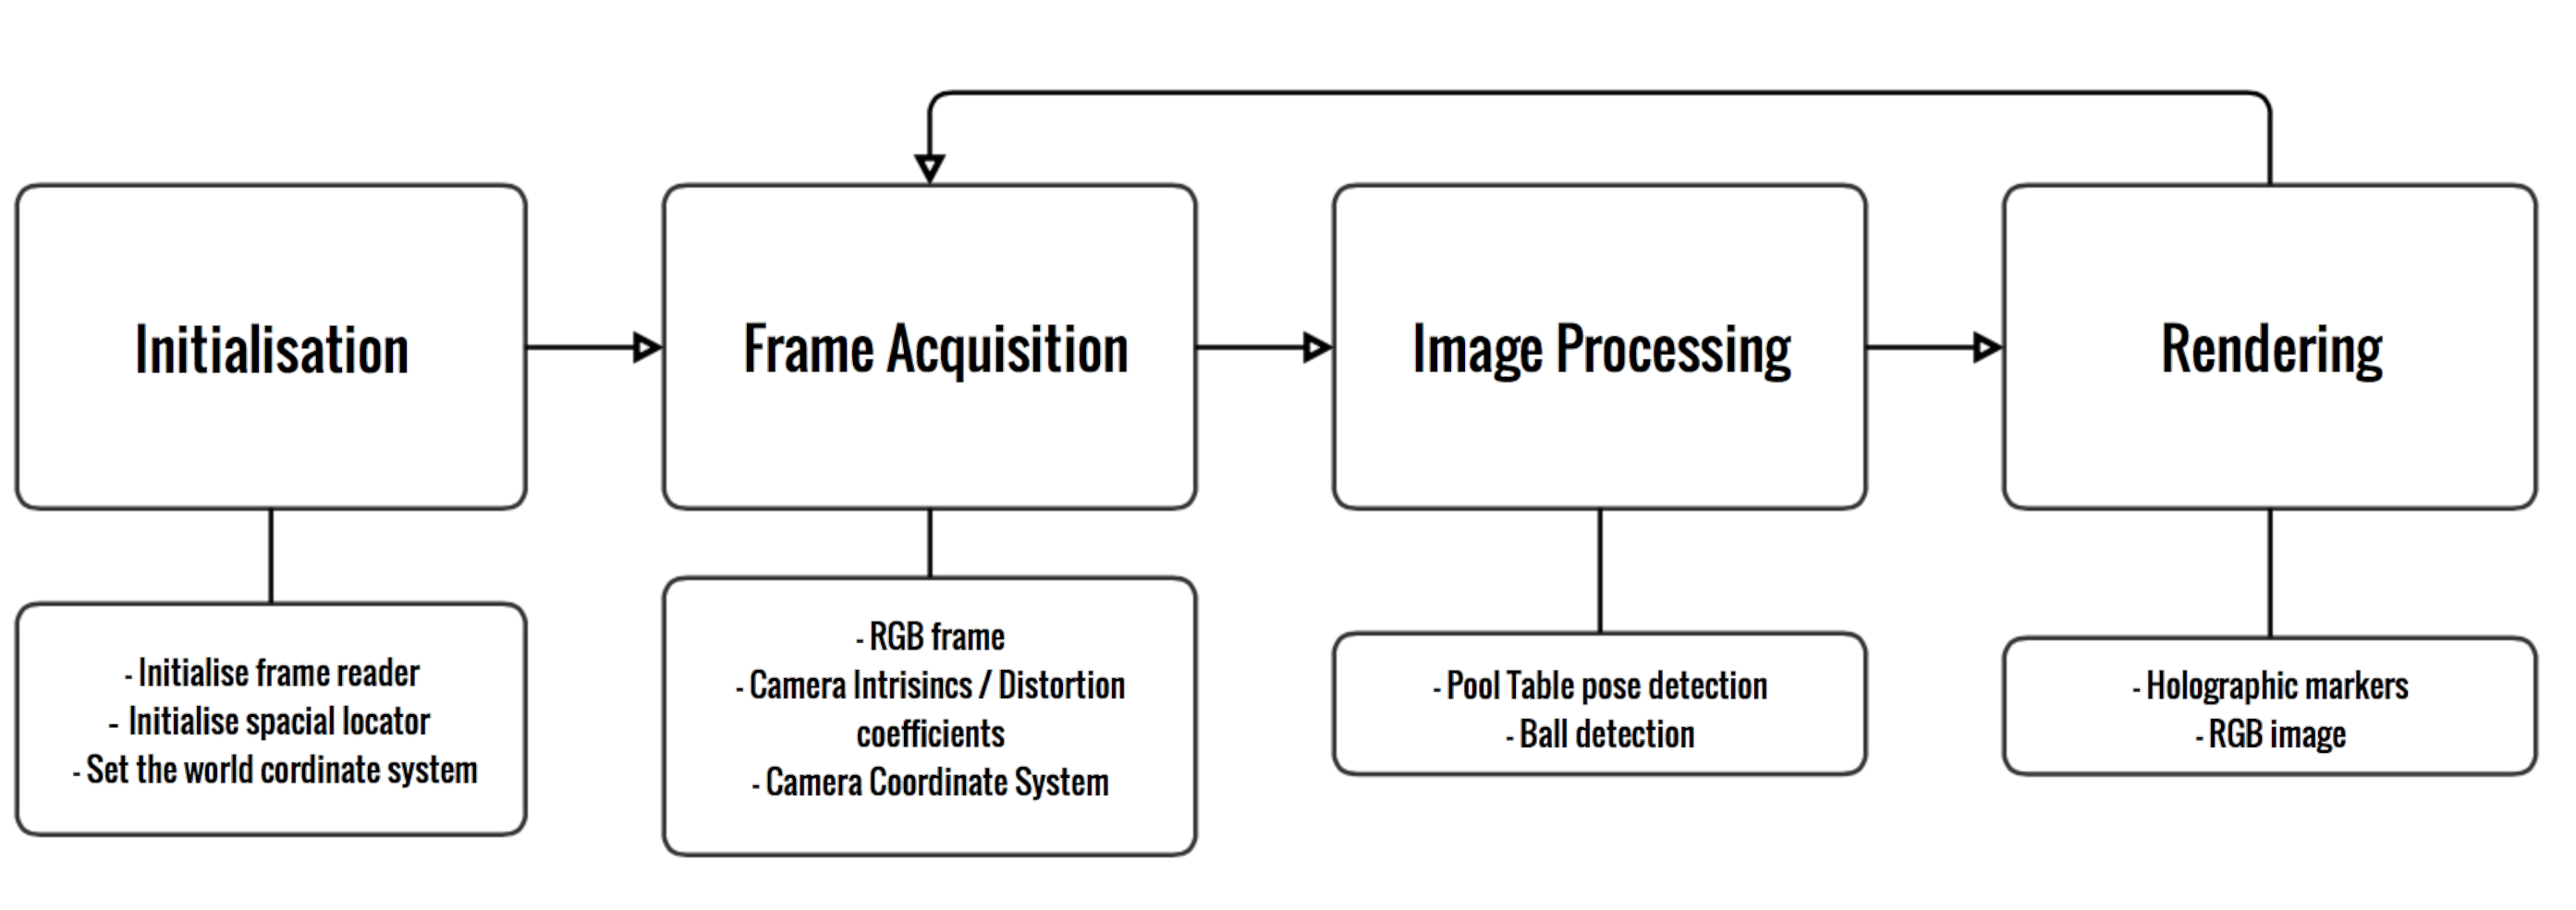 Initialisation
Frame Acquisition
Image Processing
Rendering
- Initialise frame reader
- Initialise spacial locator
- Set the world cordinate system
- RGB frame
- Camera Intrisincs / Distortion
coefficients
- Camera Coordinate System
- Pool Table pose detection
- Ball detection
- Holographic markers
- RGB image